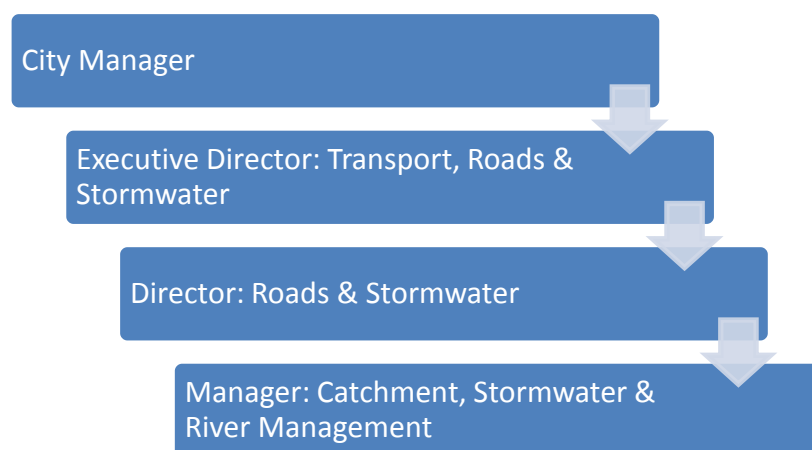 City Manager
Executive Director: Transport, Roads &
Stormwater
Director: Roads & Stormwater
Manager: Catchment, Stormwater &
River Management